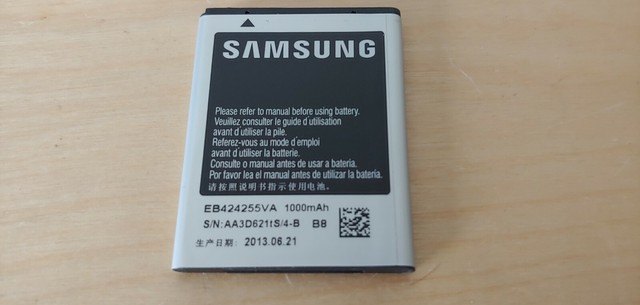 SAMSUNG
Please refer to manual before using battery.
Veuillez consulter le guide d'utilisation
avant d'utiliser la pile.
Referez-vous au mode d'emploi
avant d'utiliser la batterie.
Consulte o manual antes de usar a bateria.
Por favor lea el manual antes de utilizar la batería.
请按照说明书指示使用电池。
EB424255VA 1000mAh
S/N:AA3D621tS/4-B B8
生产日期: 2013.06.21